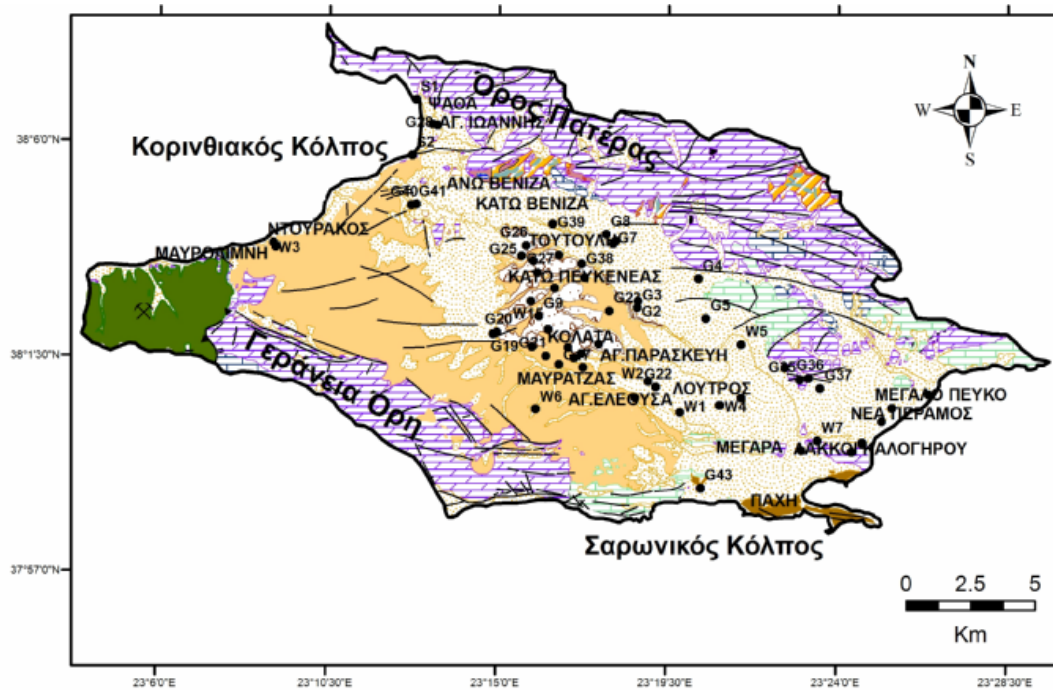 N
W
E
S
S1
ΨΑΘΑ
Όρος Πατέρας
G28
ΑΓ. ΙΩΑΝΝΗΣ
38°6'0"N
Κορινθιακός Κόλπος
S2
ΑΝΩ ΒΕΝΙΖΑ
G40
G41
ΚΑΤΩ ΒΕΝΙΖΑ
ΝΤΟΥΡΑΚΟΣ
G39
G8
G26
G7
W3
G25
G27
G38
ΚΑΤΩ ΠΕΥΚΕΝΕΑΣ
G4
G23
G3
G9
G2
G5
G20
W5
ΚΟΛΑΤΑ
38°1'30"N
G19
G21
ΑΓ.ΠΑΡΑΣΚΕΥΗ
Γεράνεια Όρη
G36
ΜΑΥΡΑΤΖΑΣ
W2
G22
ΛΟΥΤΡΟΣ
G37
ΜΕΓΑΛΟ ΠΕΥΚΟ
W6
ΑΓ.ΕΛΕΟΥΣΑ
W1
W4
ΝΕΑ ΠΕΡΑΜΟΣ
W7
ΜΕΓΑΡΑ
ΚΑΛΟΓΗΡΟΥ
G43
ΠΑΧΗ
Σαρωνικός Κόλπος
37°57'0"N
0 2.5 5
Km
23°6'0"E 23°10'30"E 23°15'0"E 23°19'30"E 23°24'0"E 23°28'30"E